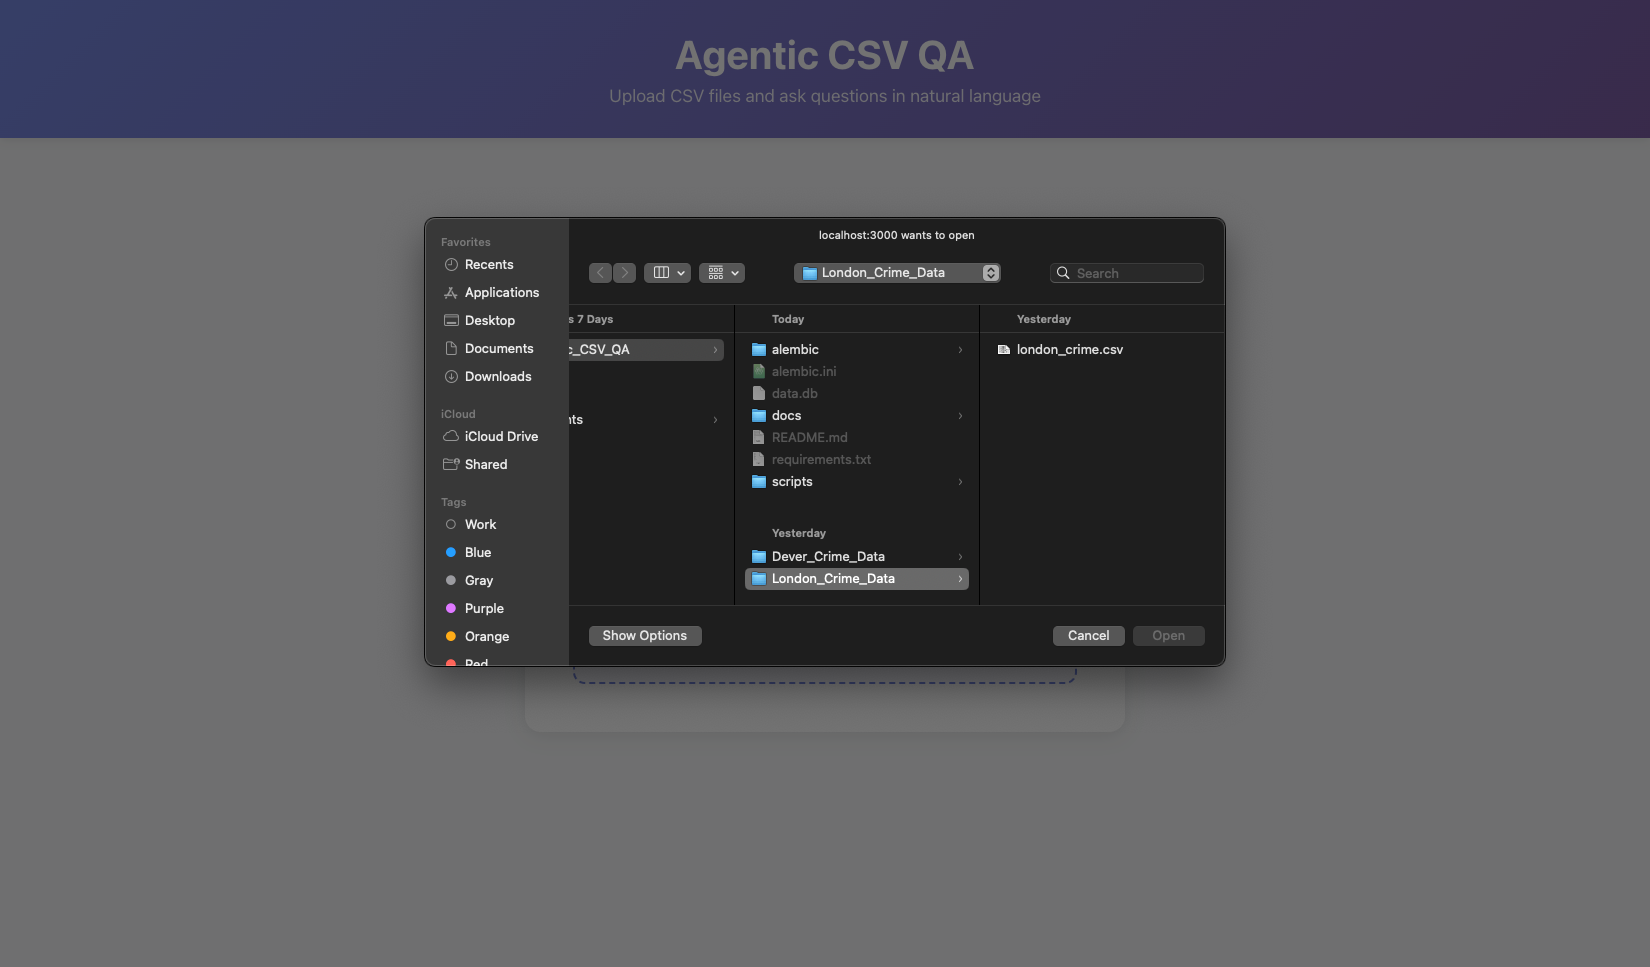 Agentic CSV QA
Upload CSV files and ask questions in natural language
localhost:3000 wants to open
Favorites
Recents
Applications
Desktop
Documents
Downloads
iCloud
iCloud Drive
Shared
Tags
Work
Blue
Gray
Purple
Orange
Red
London_Crime_Data
Search
s 7 Days
c_CSV_QA
nts
Today
alembic
alembic.ini
data.db
docs
README.md
requirements.txt
scripts
Yesterday
Dever_Crime_Data
London_Crime_Data
Yesterday
london_crime.csv
Show Options
Cancel
Open